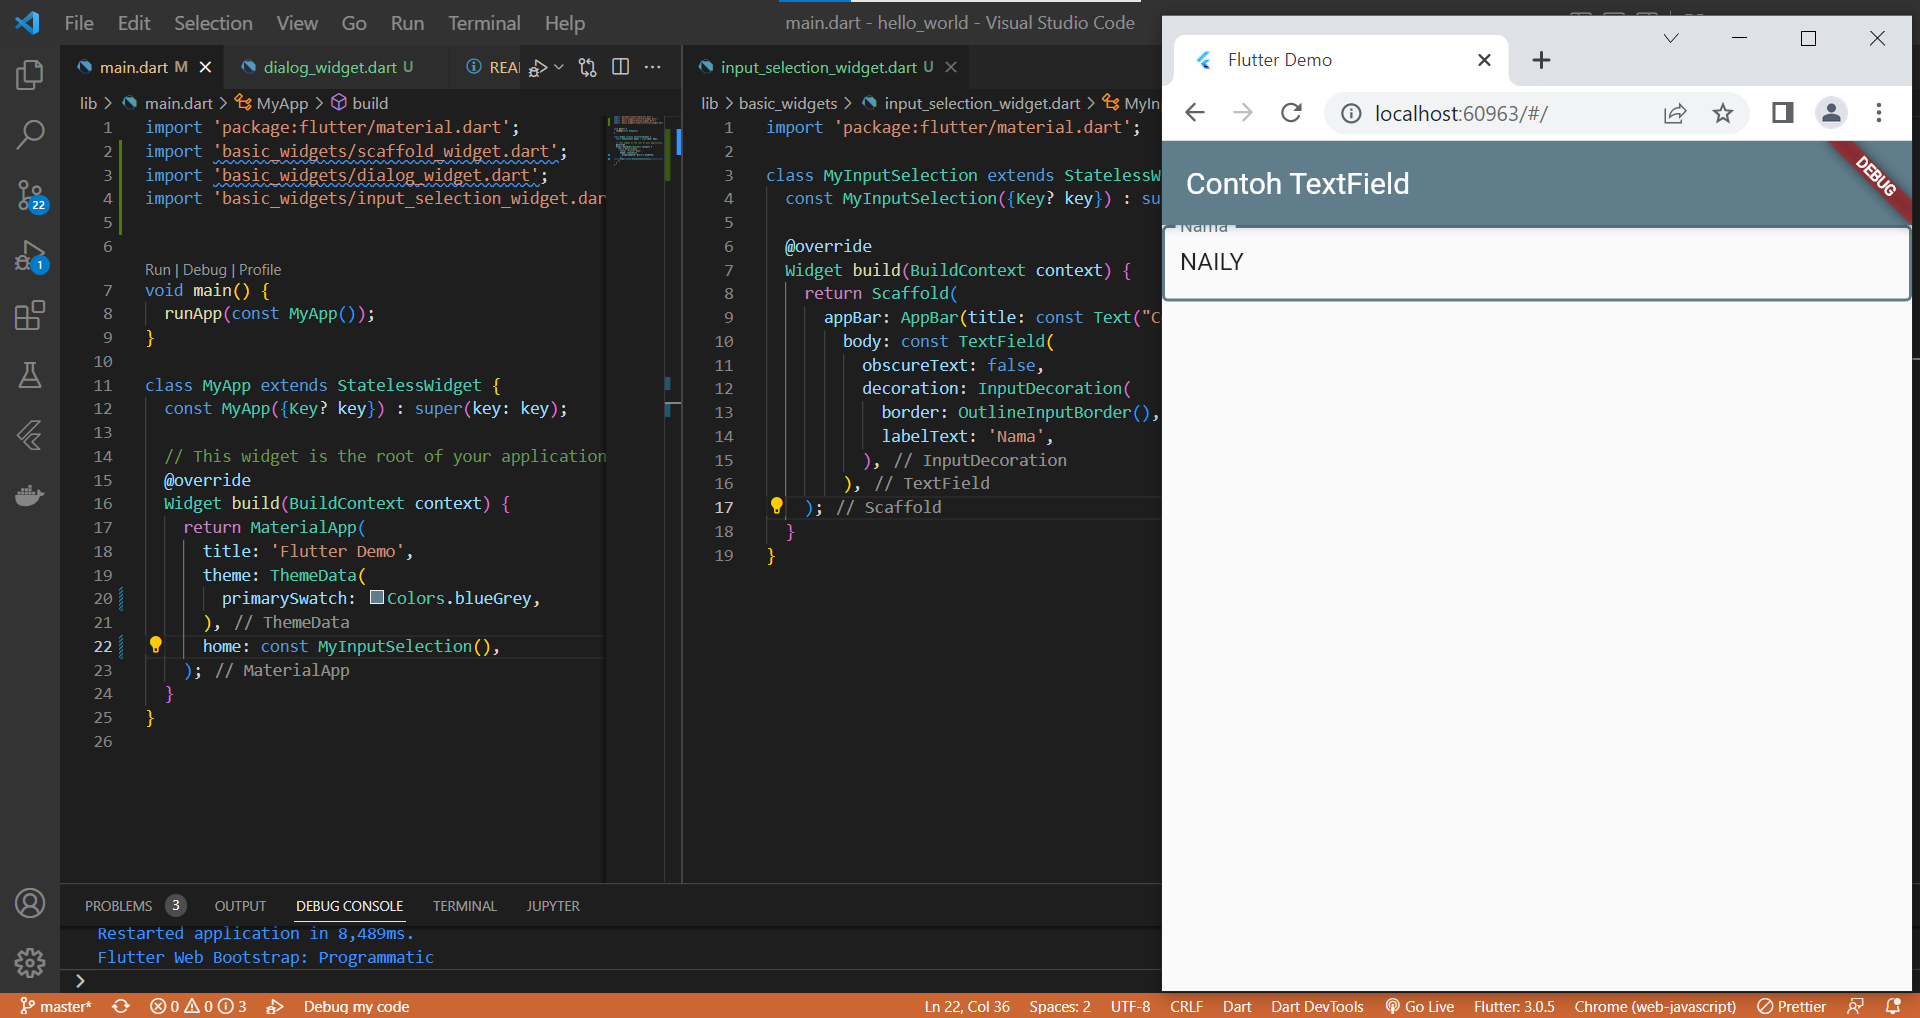 File Edit Selection View Go Run Terminal Help
main.dart - hello_world - Visual Studio Code
main.dart M
dialog_widget.dart U
REA
lib > main.dart > MyApp > build
1 import 'package:flutter/material.dart';
2 import 'basic_widgets/scaffold_widget.dart';
3 import 'basic_widgets/dialog_widget.dart';
4 import 'basic_widgets/input_selection_widget.dar
5
6
Run | Debug | Profile
7 void main() {
8 runApp(const MyApp());
9 }
10
11 class MyApp extends StatelessWidget {
12 const MyApp({Key? key}) : super(key: key);
13
14 // This widget is the root of your application
15 @override
16 Widget build(BuildContext context) {
17 return MaterialApp(
18 title: 'Flutter Demo',
19 theme: ThemeData(
20 primarySwatch: Colors.blueGrey,
21 ), // ThemeData
22 home: const MyInputSelection(),
23 ); // MaterialApp
24 }
25 }
26
input_selection_widget.dart U
lib > basic_widgets > input_selection_widget.dart > MyIn
1 import 'package:flutter/material.dart';
2
3 class MyInputSelection extends StatelessW
4 const MyInputSelection({Key? key}) : su
5
6 @override
7 Widget build(BuildContext context) {
8 return Scaffold(
9 appBar: AppBar(title: const Text("C
10 body: const TextField(
11 obscureText: false,
12 decoration: InputDecoration(
13 border: OutlineInputBorder(),
14 labelText: 'Nama',
15 ), // InputDecoration
16 ), // TextField
17 ); // Scaffold
18 }
19 }
Flutter Demo
localhost:60963/#/
Contoh TextField
DEBUG
Nama
NAILY
22
1
PROBLEMS 3 OUTPUT DEBUG CONSOLE TERMINAL JUPYTER
Restarted application in 8,489ms.
Flutter Web Bootstrap: Programmatic
>
master* 0 0 3 Debug my code
Ln 22, Col 36 Spaces: 2 UTF-8 CRLF Dart Dart DevTools Go Live Flutter: 3.0.5 Chrome (web-javascript) Prettier